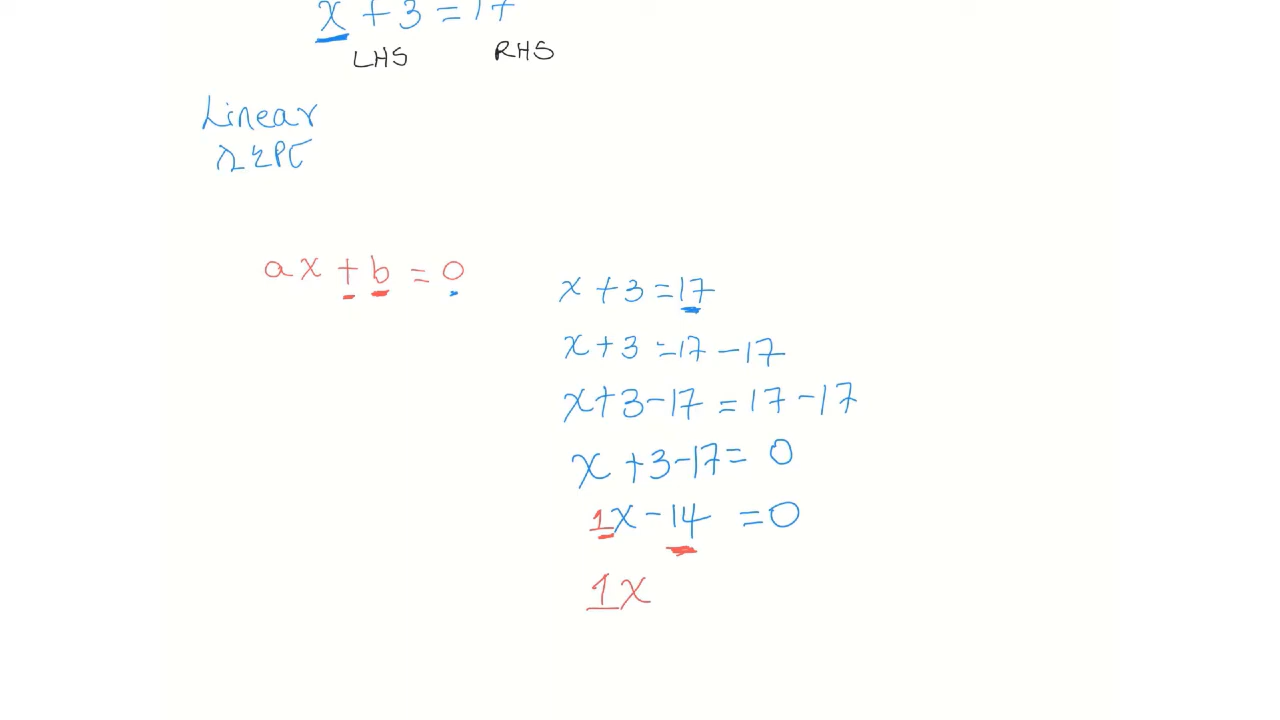 x + 3 = 17
LHS RHS
Linear
ax + b = 0
x + 3 = 17
x + 3 = 17 - 17
x + 3 - 17 = 17 - 17
x + 3 - 17 = 0
1x - 14 = 0
1x